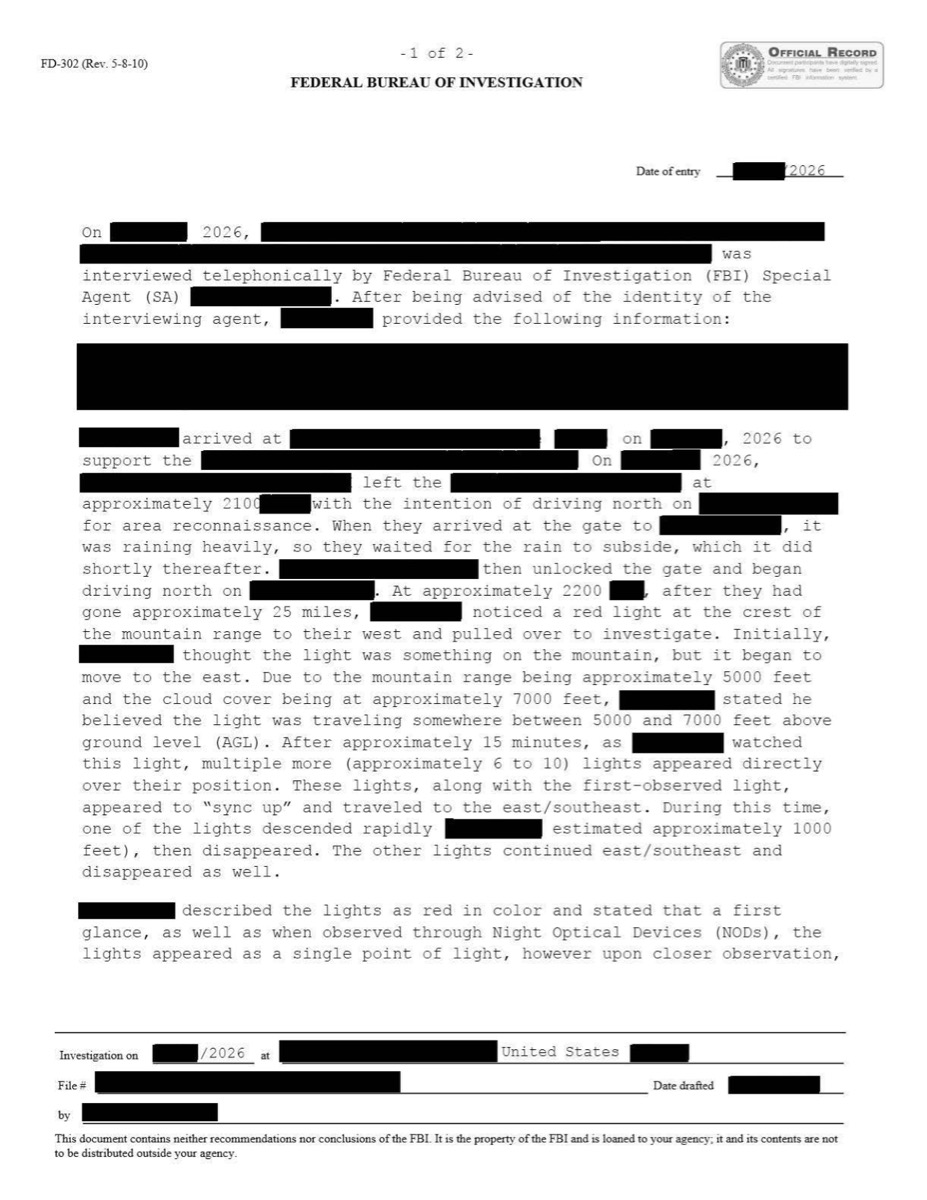 -1 of 2-
FD-302 (Rev. 5-8-10)
FEDERAL BUREAU OF INVESTIGATION
OFFICIAL RECORD
Document participants have digitally signed.
All signatures have been verified by a
certified FBI information system.
Date of entry /2026
On 2026,
was
interviewed telephonically by Federal Bureau of Investigation (FBI) Special
Agent (SA) . After being advised of the identity of the
interviewing agent, provided the following information:
arrived at on , 2026 to
support the On 2026,
left the at
approximately 2100 with the intention of driving north on
for area reconnaissance. When they arrived at the gate to , it
was raining heavily, so they waited for the rain to subside, which it did
shortly thereafter. then unlocked the gate and began
driving north on . At approximately 2200 , after they had
gone approximately 25 miles, noticed a red light at the crest of
the mountain range to their west and pulled over to investigate. Initially,
thought the light was something on the mountain, but it began to
move to the east. Due to the mountain range being approximately 5000 feet
and the cloud cover being at approximately 7000 feet, stated he
believed the light was traveling somewhere between 5000 and 7000 feet above
ground level (AGL). After approximately 15 minutes, as watched
this light, multiple more (approximately 6 to 10) lights appeared directly
over their position. These lights, along with the first-observed light,
appeared to “sync up” and traveled to the east/southeast. During this time,
one of the lights descended rapidly estimated approximately 1000
feet), then disappeared. The other lights continued east/southeast and
disappeared as well.
described the lights as red in color and stated that a first
glance, as well as when observed through Night Optical Devices (NODs), the
lights appeared as a single point of light, however upon closer observation,
Investigation on /2026 at United States
File # Date drafted
by
This document contains neither recommendations nor conclusions of the FBI. It is the property of the FBI and is loaned to your agency; it and its contents are not
to be distributed outside your agency.